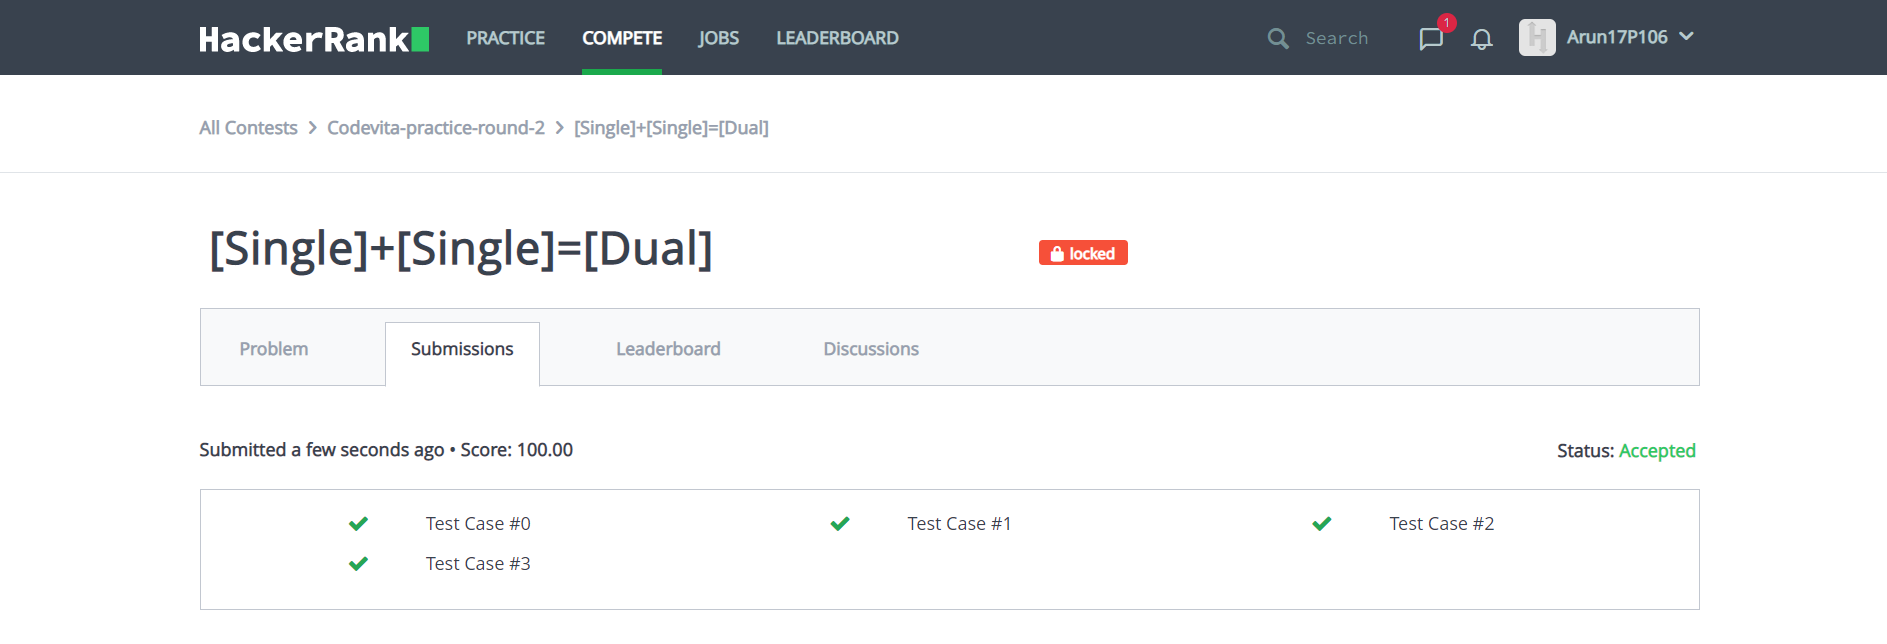 HackerRank PRACTICE COMPETE JOBS LEADERBOARD Search 1 Arun17P106
All Contests > Codevita-practice-round-2 > [Single]+[Single]=[Dual]
[Single]+[Single]=[Dual] locked
Problem Submissions Leaderboard Discussions
Submitted a few seconds ago • Score: 100.00 Status: Accepted
Test Case #0 Test Case #1 Test Case #2
Test Case #3